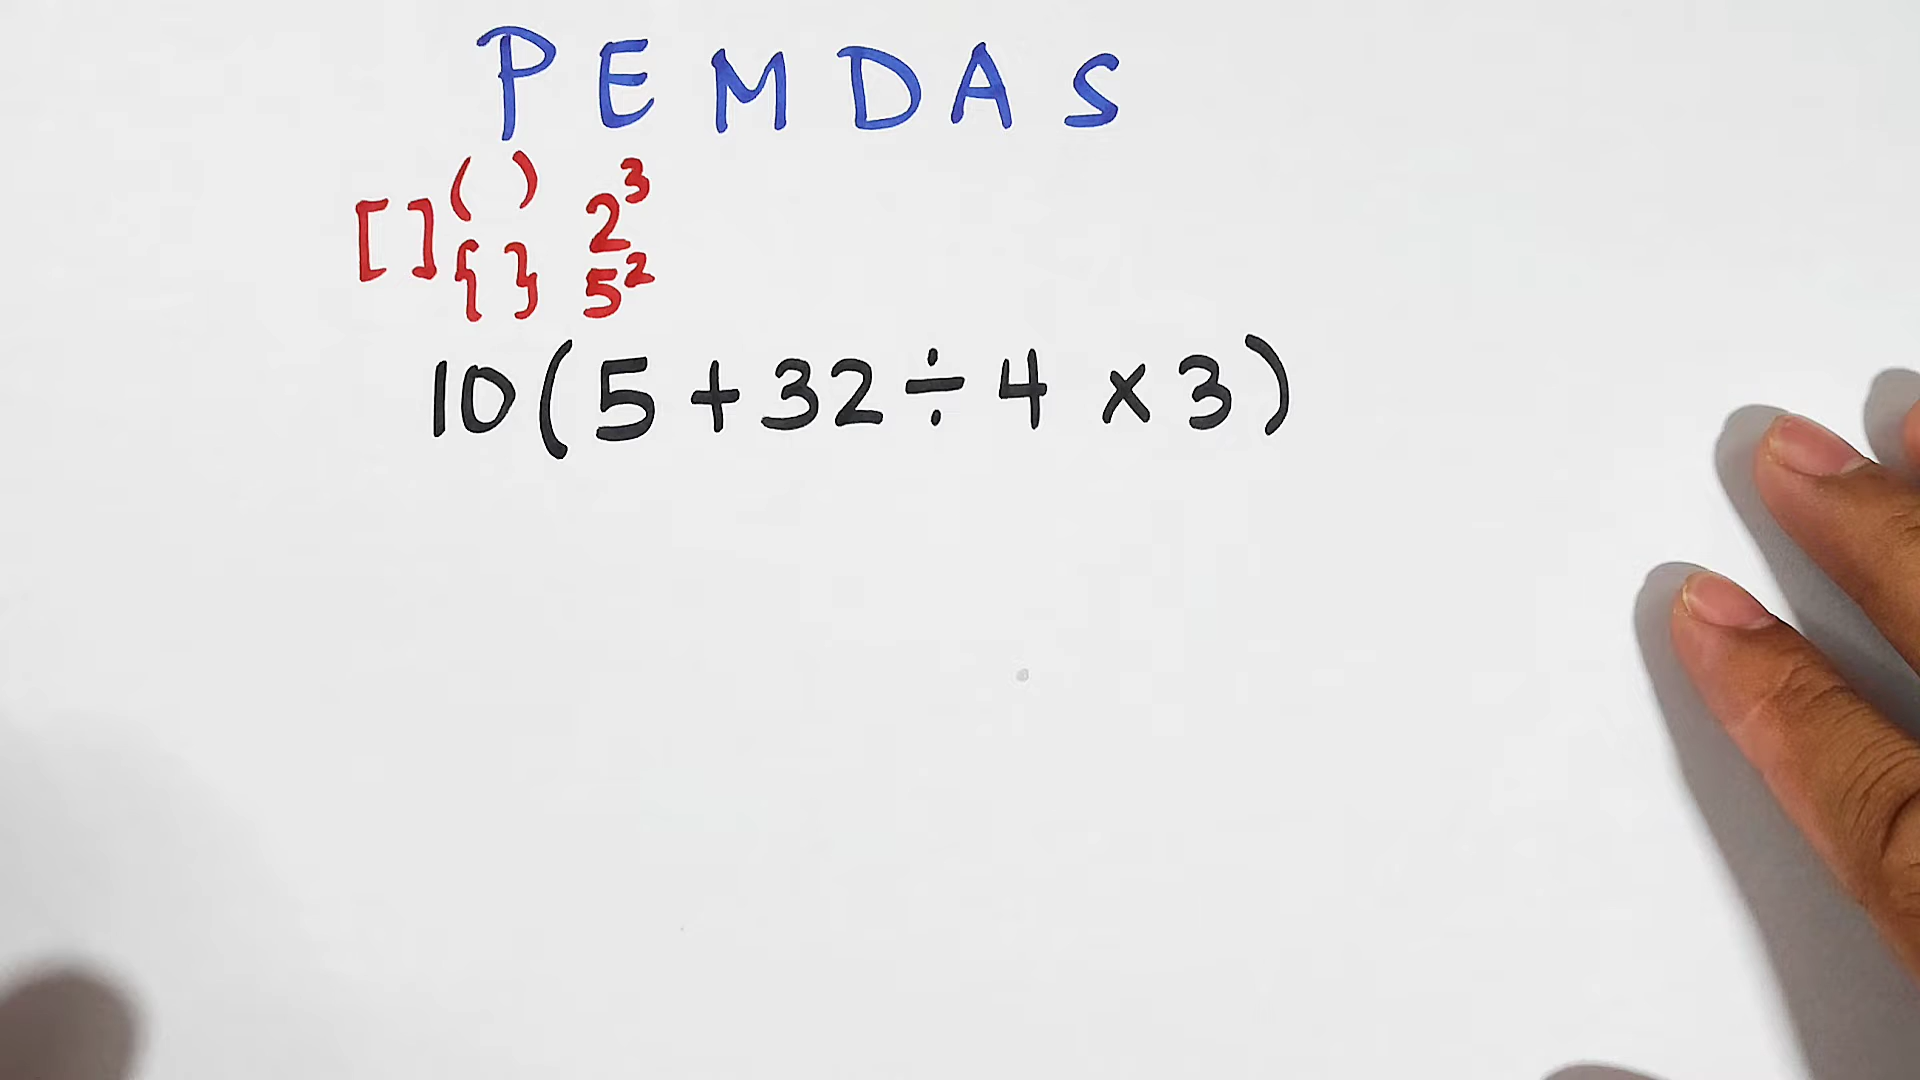 PEMDAS
[ ] ( ) 2³
{ } 5²
10(5+32÷4 ×3)